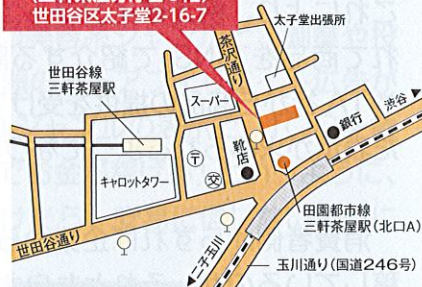 世田谷区太子堂2-16-7
茶沢通り
太子堂出張所
世田谷線
三軒茶屋駅
スーパー
渋谷
銀行
靴店
〒
交
キャロットタワー
田園都市線
三軒茶屋駅(北口A)
世田谷通り
二子玉川
玉川通り(国道246号)